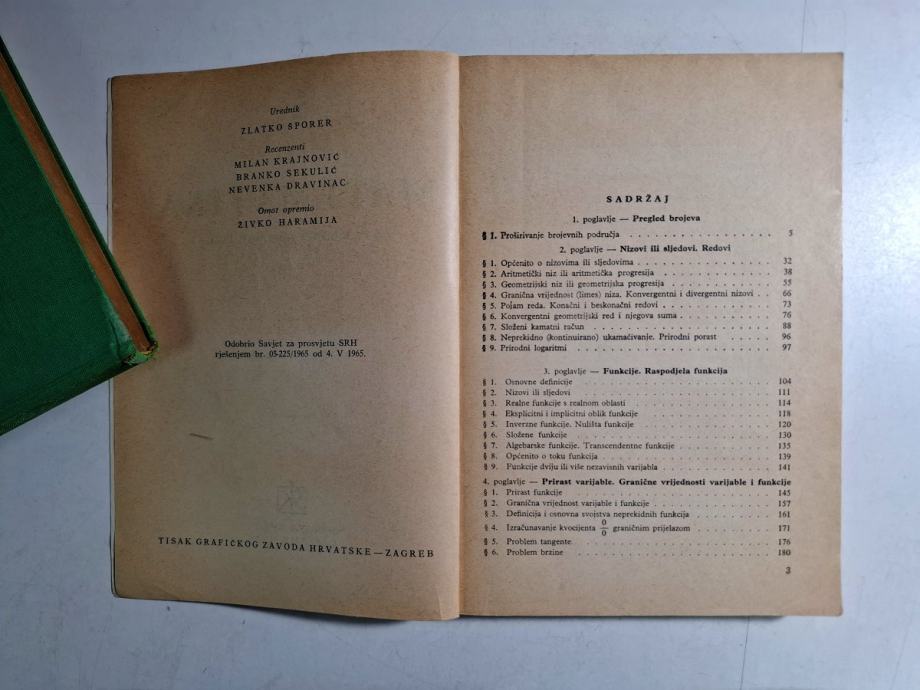 Urednik
ZLATKO ŠPORER
Recenzenti
MILAN KRAJNOVIĆ
BRANKO SEKULIĆ
NEVENKA DRAVINAC
Omot opremio
ŽIVKO HARAMIJA
Odobrio Savjet za prosvjetu SRH
rješenjem br. 05-225/1965 od 4. V 1965.
TISAK GRAFIČKOG ZAVODA HRVATSKE — ZAGREB
SADRŽAJ
1. poglavlje — Pregled brojeva
§ 1. Proširivanje brojevnih područja . . . . . . . . . . . . . . . . . 5
2. poglavlje — Nizovi ili sljedovi. Redovi
§ 1. Općenito o nizovima ili sljedovima . . . . . . . . . . . . . . . 32
§ 2. Aritmetički niz ili aritmetička progresija . . . . . . . . . . . . . 38
§ 3. Geometrijski niz ili geometrijska progresija . . . . . . . . . . . . 55
§ 4. Granična vrijednost (limes) niza. Konvergentni i divergentni nizovi . . 66
§ 5. Pojam reda. Konačni i beskonačni redovi . . . . . . . . . . . . . 73
§ 6. Konvergentni geometrijski red i njegova suma . . . . . . . . . . . 76
§ 7. Složeni kamatni račun . . . . . . . . . . . . . . . . . . . . 88
§ 8. Neprekidno (kontinuirano) ukamaćivanje. Prirodni porast . . . . . . 96
§ 9. Prirodni logaritmi . . . . . . . . . . . . . . . . . . . . . 97
3. poglavlje — Funkcije. Raspodjela funkcija
§ 1. Osnovne definicije . . . . . . . . . . . . . . . . . . . . 104
§ 2. Nizovi ili sljedovi . . . . . . . . . . . . . . . . . . . . 111
§ 3. Realne funkcije s realnom oblasti . . . . . . . . . . . . . . . 114
§ 4. Eksplicitni i implicitni oblik funkcije . . . . . . . . . . . . . . 118
§ 5. Inverzne funkcije. Nulišta funkcije . . . . . . . . . . . . . . . 120
§ 6. Složene funkcije . . . . . . . . . . . . . . . . . . . . . 130
§ 7. Algebarske funkcije. Transcendentne funkcije . . . . . . . . . . . 135
§ 8. Općenito o toku funkcija . . . . . . . . . . . . . . . . . . 139
§ 9. Funkcije dviju ili više nezavisnih varijabla . . . . . . . . . . . . 141
4. poglavlje — Prirast varijable. Granične vrijednosti varijable i funkcije
§ 1. Prirast funkcije . . . . . . . . . . . . . . . . . . . . . 145
§ 2. Granična vrijednost varijable i funkcije . . . . . . . . . . . . . 157
§ 3. Definicija i osnovna svojstva neprekidnih funkcija . . . . . . . . . 161
§ 4. Izračunavanje kvocijenta 0/0 graničnim prijelazom . . . . . . . . . 171
§ 5. Problem tangente . . . . . . . . . . . . . . . . . . . . 176
§ 6. Problem brzine . . . . . . . . . . . . . . . . . . . . . 180
3